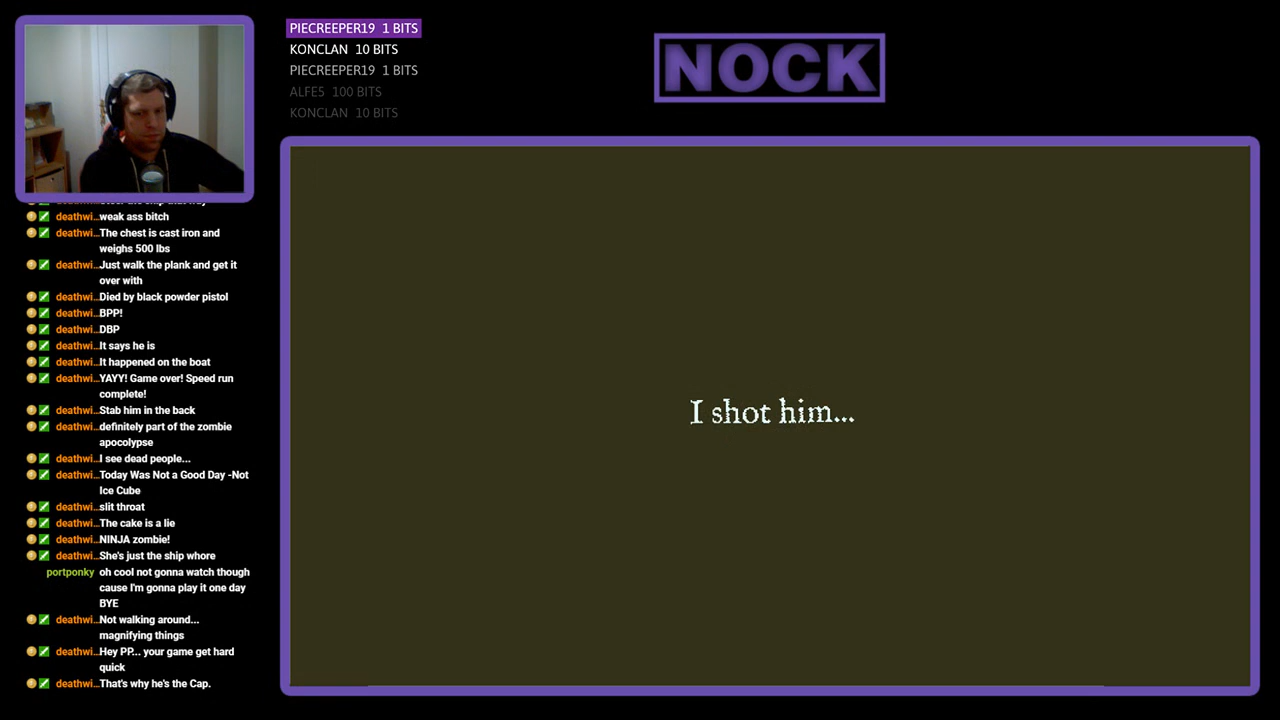 PIECREEPER19 1 BITS
KONCLAN 10 BITS
PIECREEPER19 1 BITS
ALFE5 100 BITS
KONCLAN 10 BITS
NOCK
deathwi...weak ass bitch
deathwi...The chest is cast iron and
weighs 500 lbs
deathwi...Just walk the plank and get it
over with
deathwi...Died by black powder pistol
deathwi...BPP!
deathwi...DBP
deathwi...It says he is
deathwi...It happened on the boat
deathwi...YAYY! Game over! Speed run
complete!
deathwi...Stab him in the back
deathwi...definitely part of the zombie
apocolypse
deathwi...I see dead people...
deathwi...Today Was Not a Good Day -Not
Ice Cube
deathwi...slit throat
deathwi...The cake is a lie
deathwi...NINJA zombie!
deathwi...She's just the ship whore
portponky oh cool not gonna watch though
cause I'm gonna play it one day
BYE
deathwi...Not walking around...
magnifying things
deathwi...Hey PP... your game get hard
quick
deathwi...That's why he's the Cap.
I shot him...